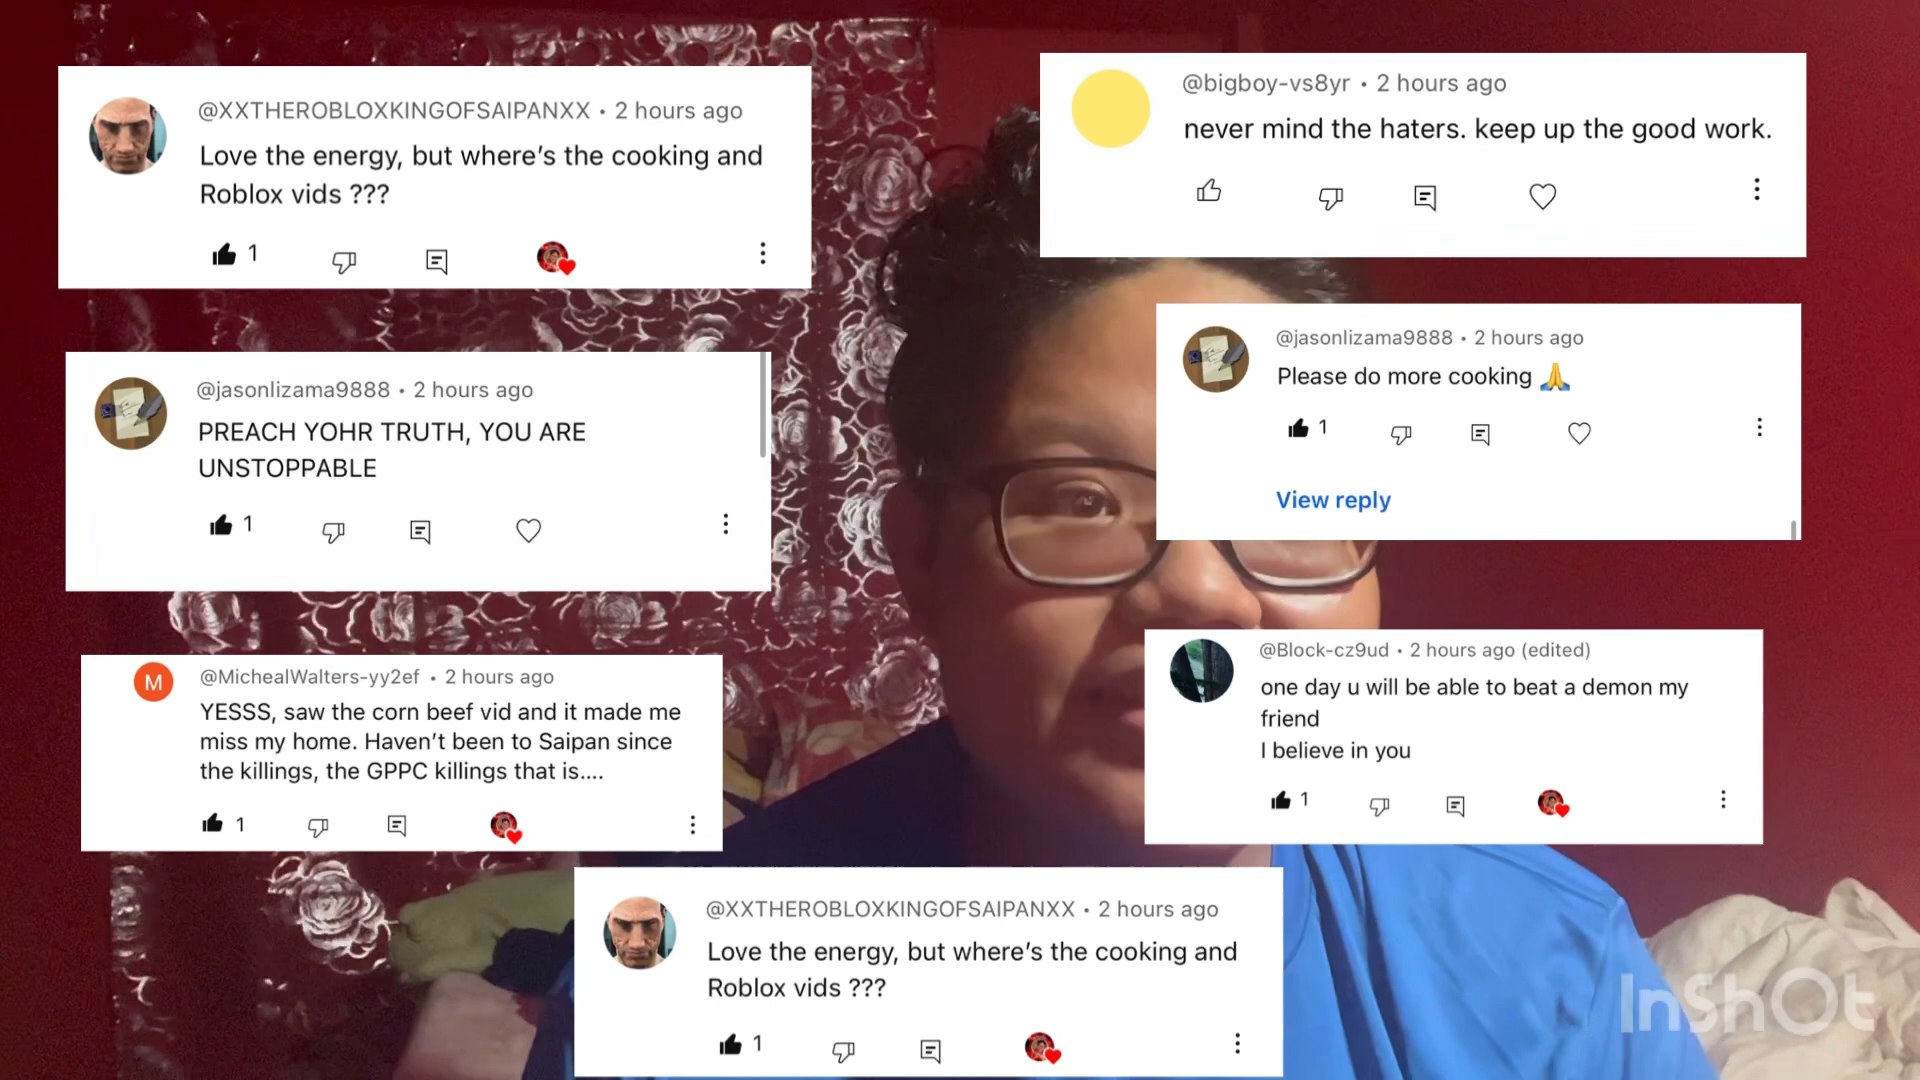 @XXTHEROBLOXKINGOFSAIPANXX • 2 hours ago
Love the energy, but where's the cooking and
Roblox vids ???
1
@bigboy-vs8yr • 2 hours ago
never mind the haters. keep up the good work.
@jasonlizama9888 • 2 hours ago
PREACH YOHR TRUTH, YOU ARE
UNSTOPPABLE
1
@jasonlizama9888 • 2 hours ago
Please do more cooking 🙏
1
View reply
M
@MichealWalters-yy2ef • 2 hours ago
YESSS, saw the corn beef vid and it made me
miss my home. Haven't been to Saipan since
the killings, the GPPC killings that is....
1
@Block-cz9ud • 2 hours ago (edited)
one day u will be able to beat a demon my
friend
I believe in you
1
@XXTHEROBLOXKINGOFSAIPANXX • 2 hours ago
Love the energy, but where's the cooking and
Roblox vids ???
1
InShOt